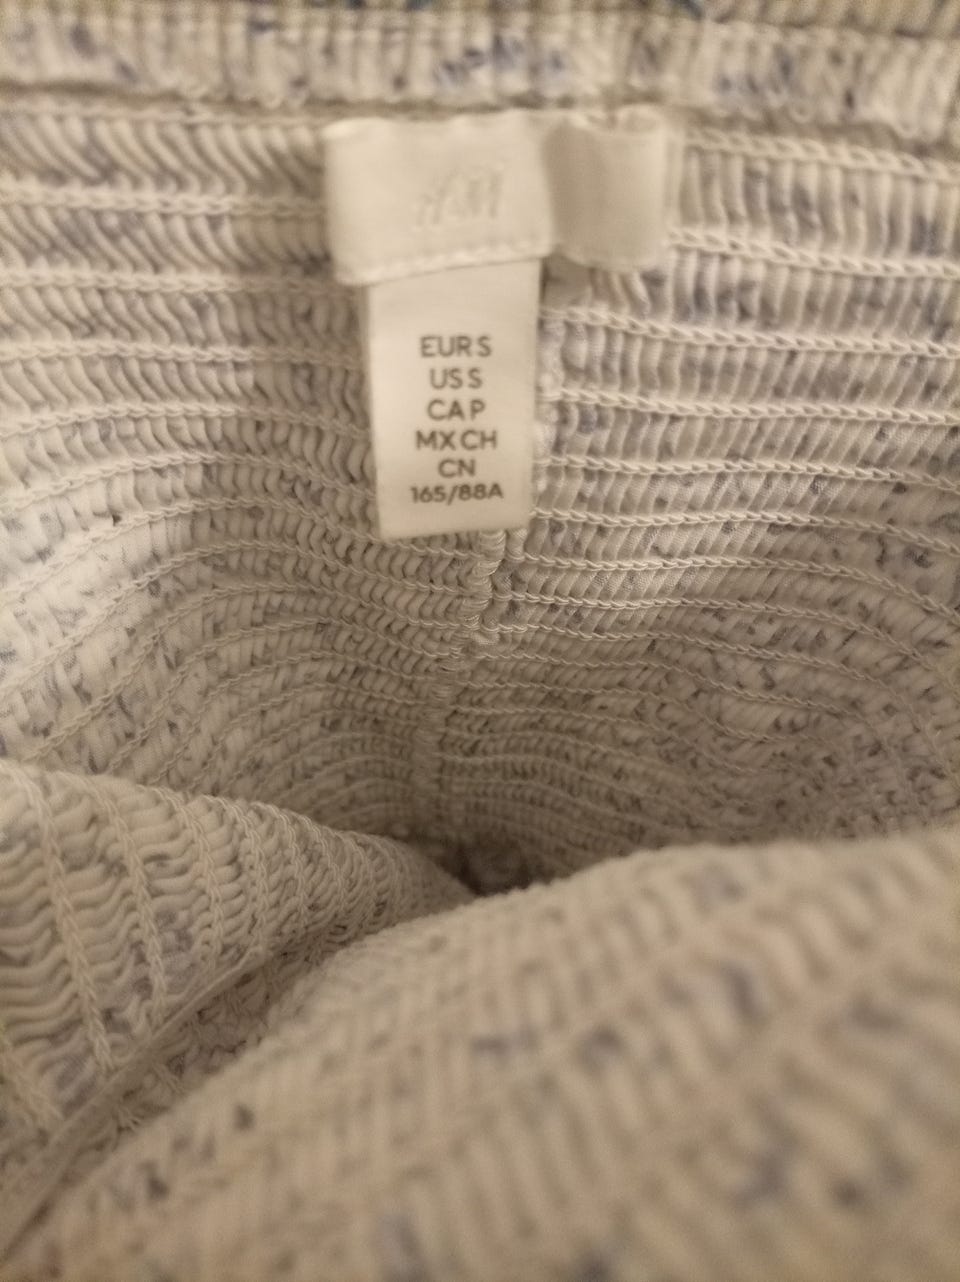 H&M
EUR S
US S
CA P
MX CH
CN
165/88A